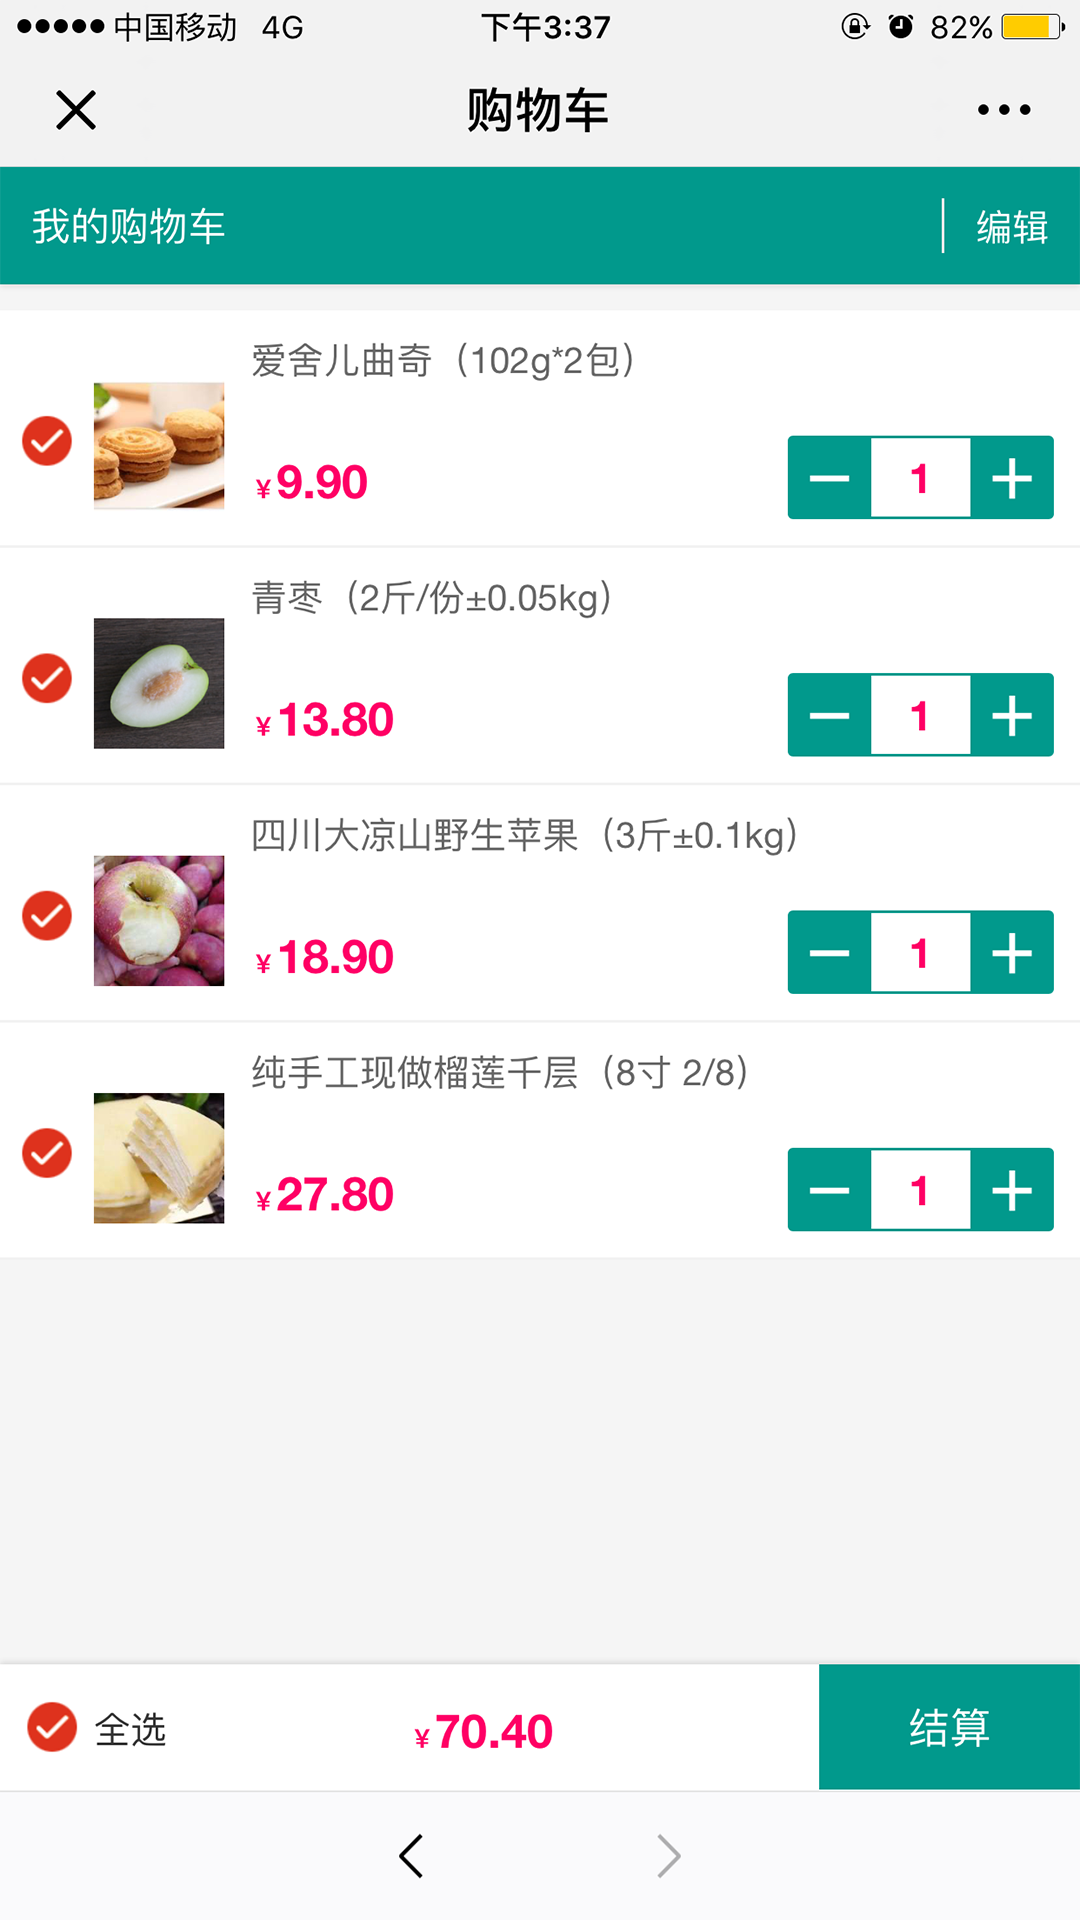 中国移动 4G 下午3:37 82%
购物车
我的购物车 编辑
爱舍儿曲奇（102g*2包）
¥9.90 1
青枣（2斤/份±0.05kg）
¥13.80 1
四川大凉山野生苹果（3斤±0.1kg）
¥18.90 1
纯手工现做榴莲千层（8寸 2/8）
¥27.80 1
全选 ¥70.40 结算